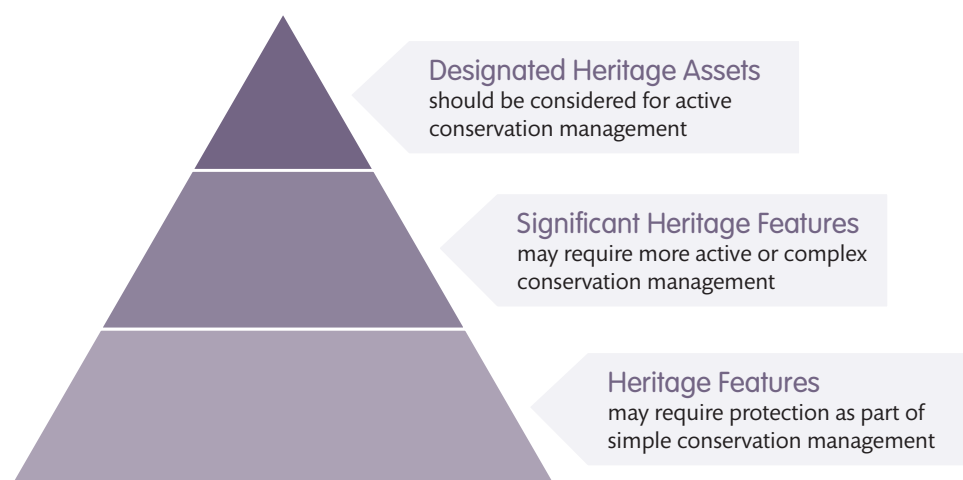 Designated Heritage Assets
should be considered for active
conservation management
Significant Heritage Features
may require more active or complex
conservation management
Heritage Features
may require protection as part of
simple conservation management